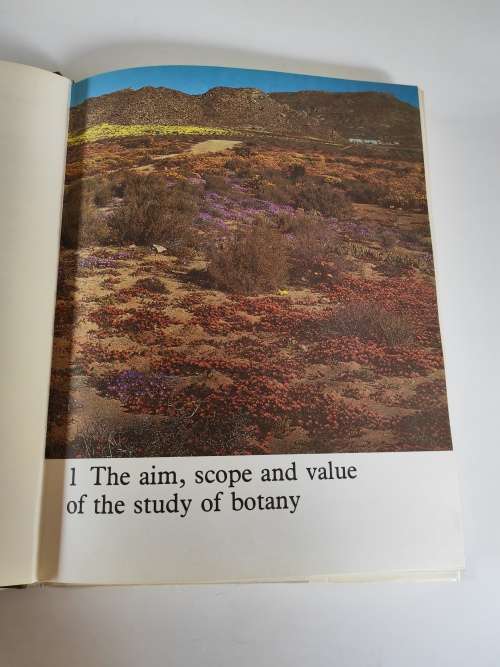 1 The aim, scope and value
of the study of botany